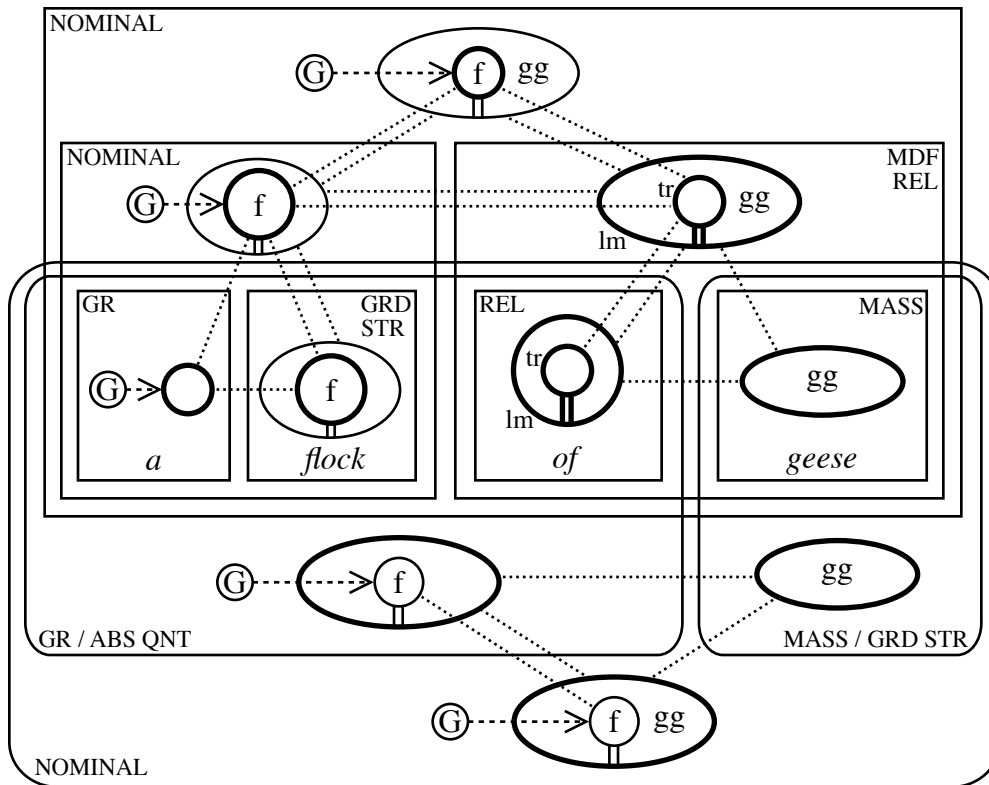 NOMINAL
G f gg
NOMINAL
G f
MDF
REL
tr gg
lm
GR
G
a
GRD
STR
f
flock
REL
tr
lm
of
MASS
gg
geese
G f
GR / ABS QNT
gg
MASS / GRD STR
G f gg
NOMINAL